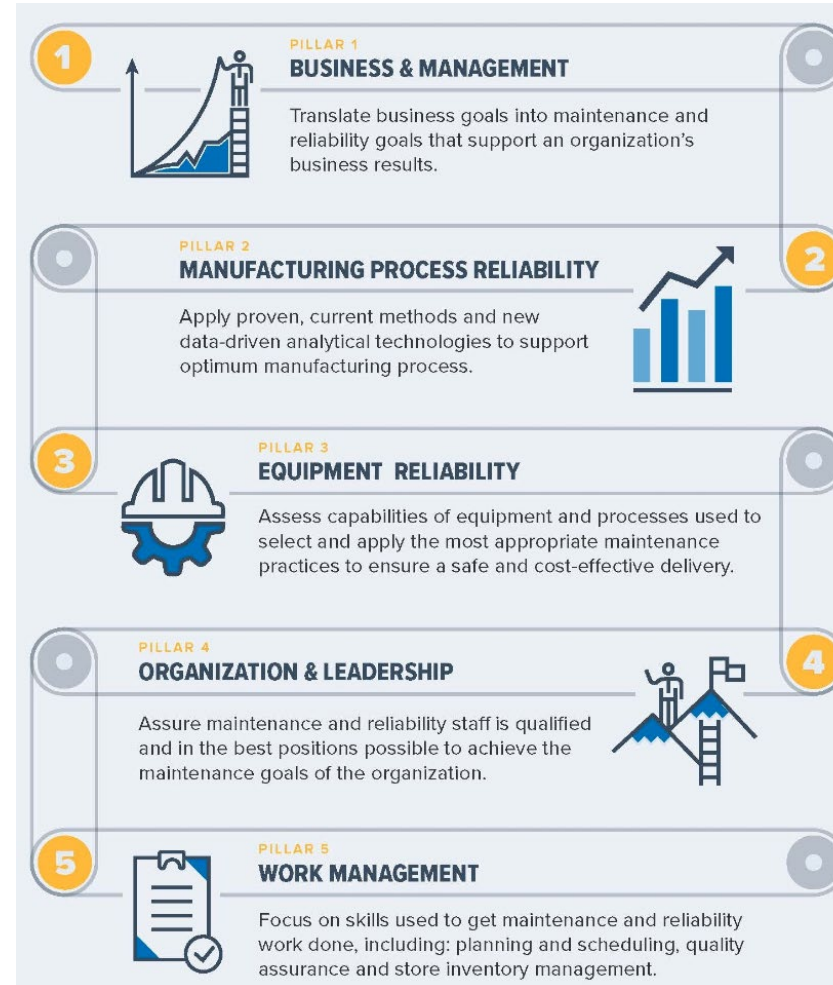 1
PILLAR 1
BUSINESS & MANAGEMENT
Translate business goals into maintenance and
reliability goals that support an organization's
business results.
PILLAR 2
MANUFACTURING PROCESS RELIABILITY
2
Apply proven, current methods and new
data-driven analytical technologies to support
optimum manufacturing process.
3
PILLAR 3
EQUIPMENT RELIABILITY
Assess capabilities of equipment and processes used to
select and apply the most appropriate maintenance
practices to ensure a safe and cost-effective delivery.
PILLAR 4
ORGANIZATION & LEADERSHIP
4
Assure maintenance and reliability staff is qualified
and in the best positions possible to achieve the
maintenance goals of the organization.
5
PILLAR 5
WORK MANAGEMENT
Focus on skills used to get maintenance and reliability
work done, including: planning and scheduling, quality
assurance and store inventory management.